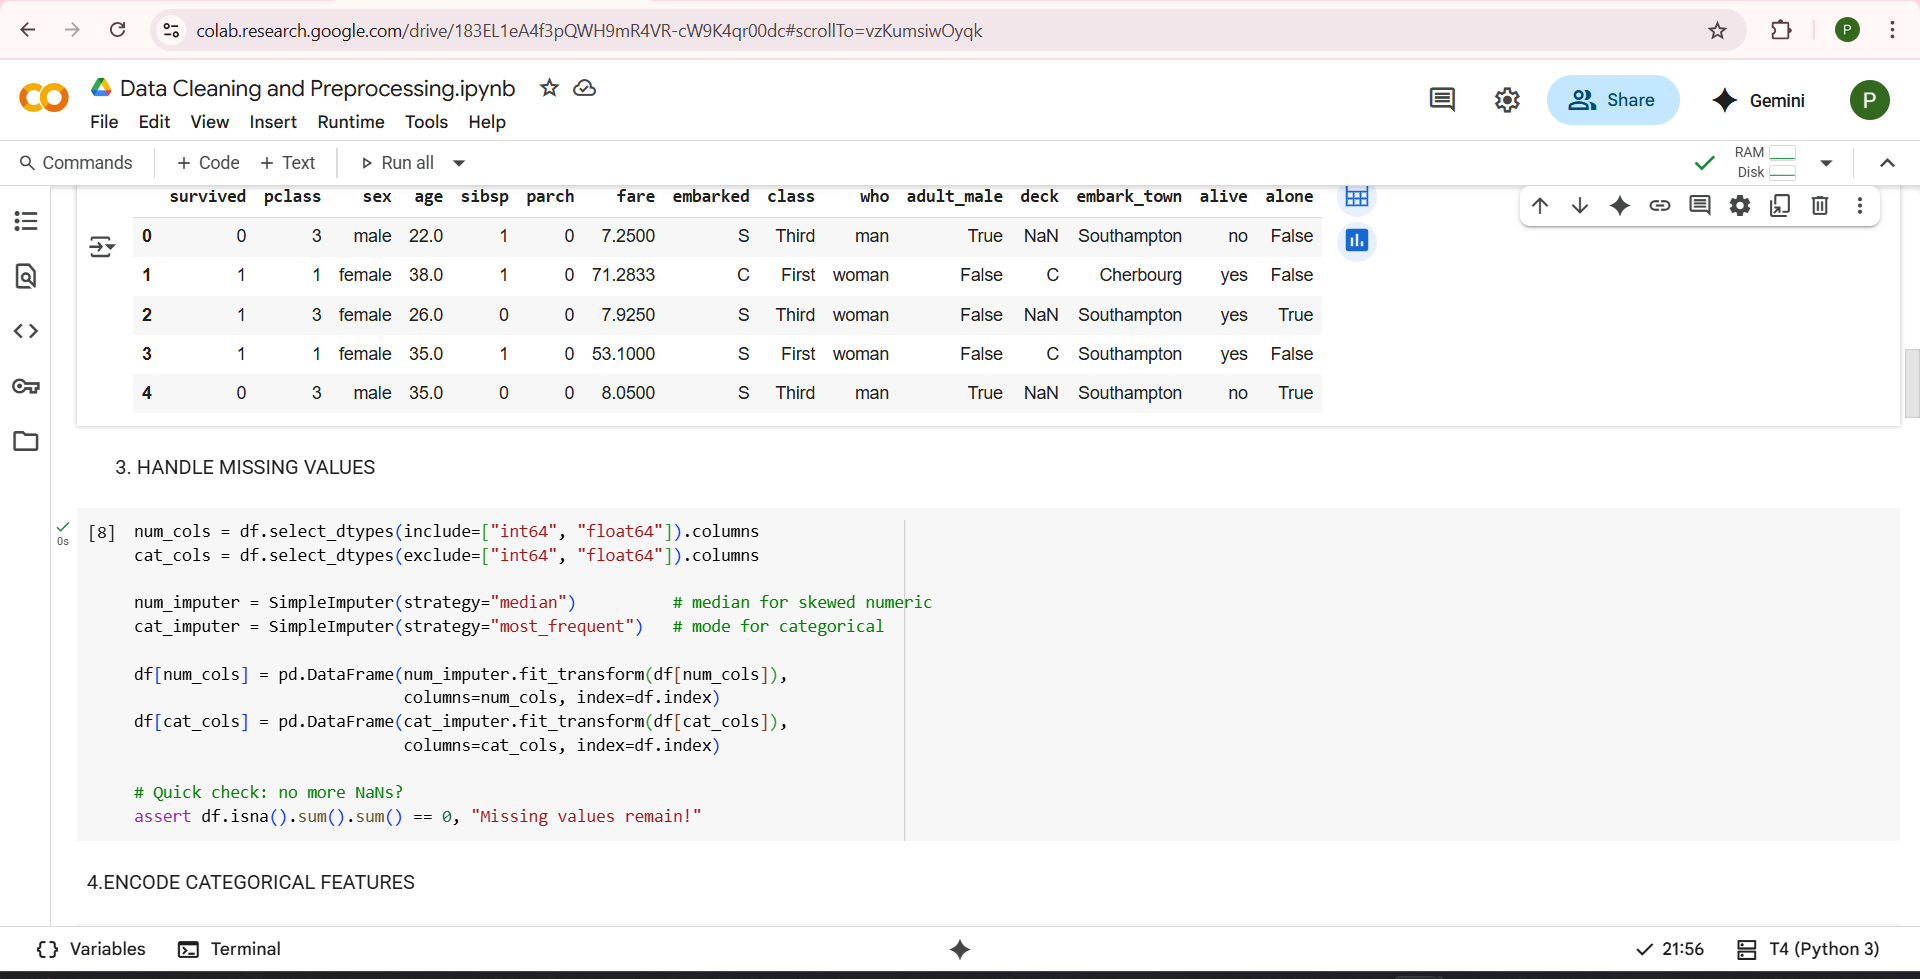 colab.research.google.com/drive/183EL1eA4f3pQWH9mR4VR-cW9K4qr00dc#scrollTo=vzKumsiwOyqk
P
Data Cleaning and Preprocessing.ipynb
File Edit View Insert Runtime Tools Help
Share
Gemini
P
Commands + Code + Text Run all
RAM
Disk
survived pclass sex age sibsp parch fare embarked class who adult_male deck embark_town alive alone
0 0 3 male 22.0 1 0 7.2500 S Third man True NaN Southampton no False
1 1 1 female 38.0 1 0 71.2833 C First woman False C Cherbourg yes False
2 1 3 female 26.0 0 0 7.9250 S Third woman False NaN Southampton yes True
3 1 1 female 35.0 1 0 53.1000 S First woman False C Southampton yes False
4 0 3 male 35.0 0 0 8.0500 S Third man True NaN Southampton no True
3. HANDLE MISSING VALUES
0s
[8] num_cols = df.select_dtypes(include=["int64", "float64"]).columns
cat_cols = df.select_dtypes(exclude=["int64", "float64"]).columns
num_imputer = SimpleImputer(strategy="median") # median for skewed numeric
cat_imputer = SimpleImputer(strategy="most_frequent") # mode for categorical
df[num_cols] = pd.DataFrame(num_imputer.fit_transform(df[num_cols]),
columns=num_cols, index=df.index)
df[cat_cols] = pd.DataFrame(cat_imputer.fit_transform(df[cat_cols]),
columns=cat_cols, index=df.index)
# Quick check: no more NaNs?
assert df.isna().sum().sum() == 0, "Missing values remain!"
4.ENCODE CATEGORICAL FEATURES
Variables Terminal
21:56 T4 (Python 3)